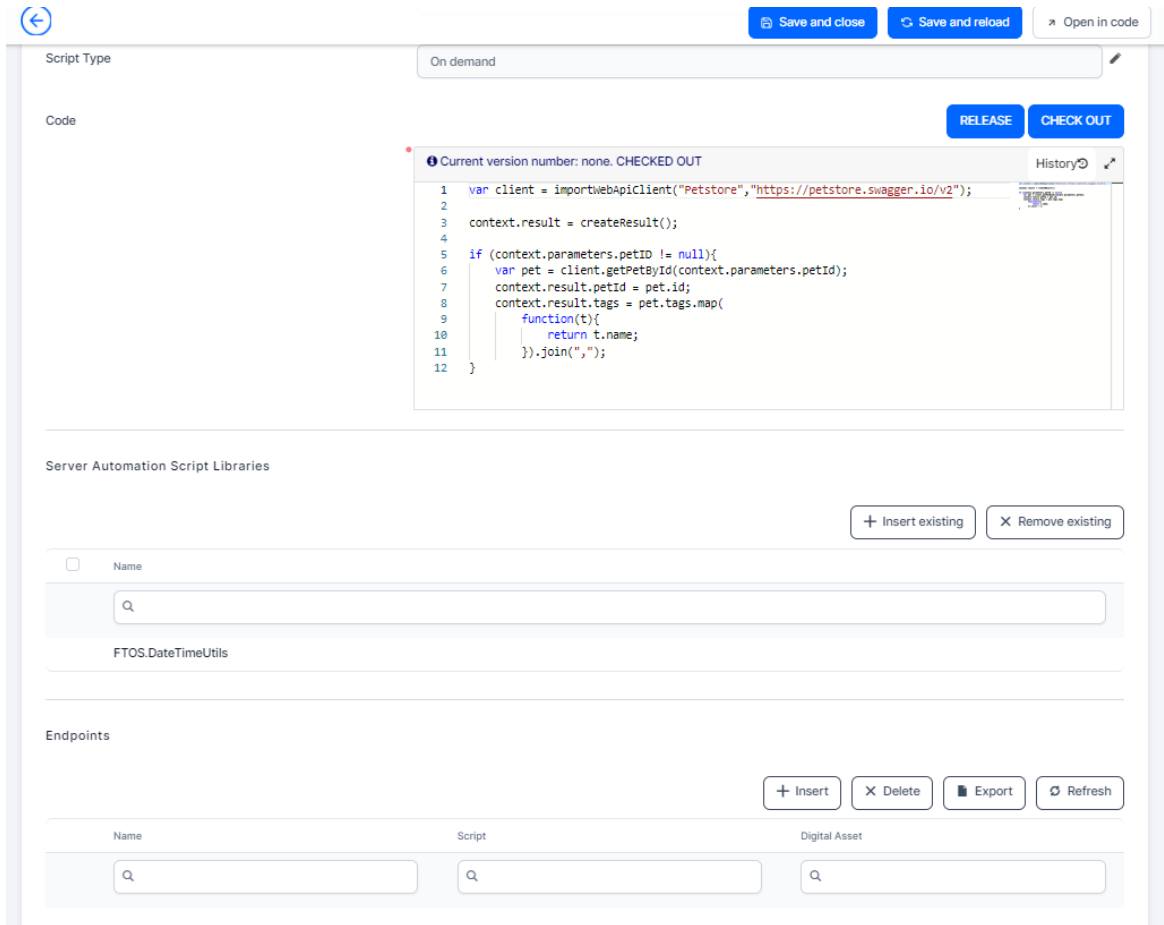 Save and close
Save and reload
Open in code
Script Type
On demand
Code
RELEASE
CHECK OUT
Current version number: none. CHECKED OUT
History
1 var client = importWebApiClient("Petstore","https://petstore.swagger.io/v2");
2
3 context.result = createResult();
4
5 if (context.parameters.petID != null){
6 var pet = client.getPetById(context.parameters.petId);
7 context.result.petId = pet.id;
8 context.result.tags = pet.tags.map(
9 function(t){
10 return t.name;
11 }).join(",");
12 }
Server Automation Script Libraries
Insert existing
Remove existing
Name
FTOS.DateTimeUtils
Endpoints
Insert
Delete
Export
Refresh
Name
Script
Digital Asset